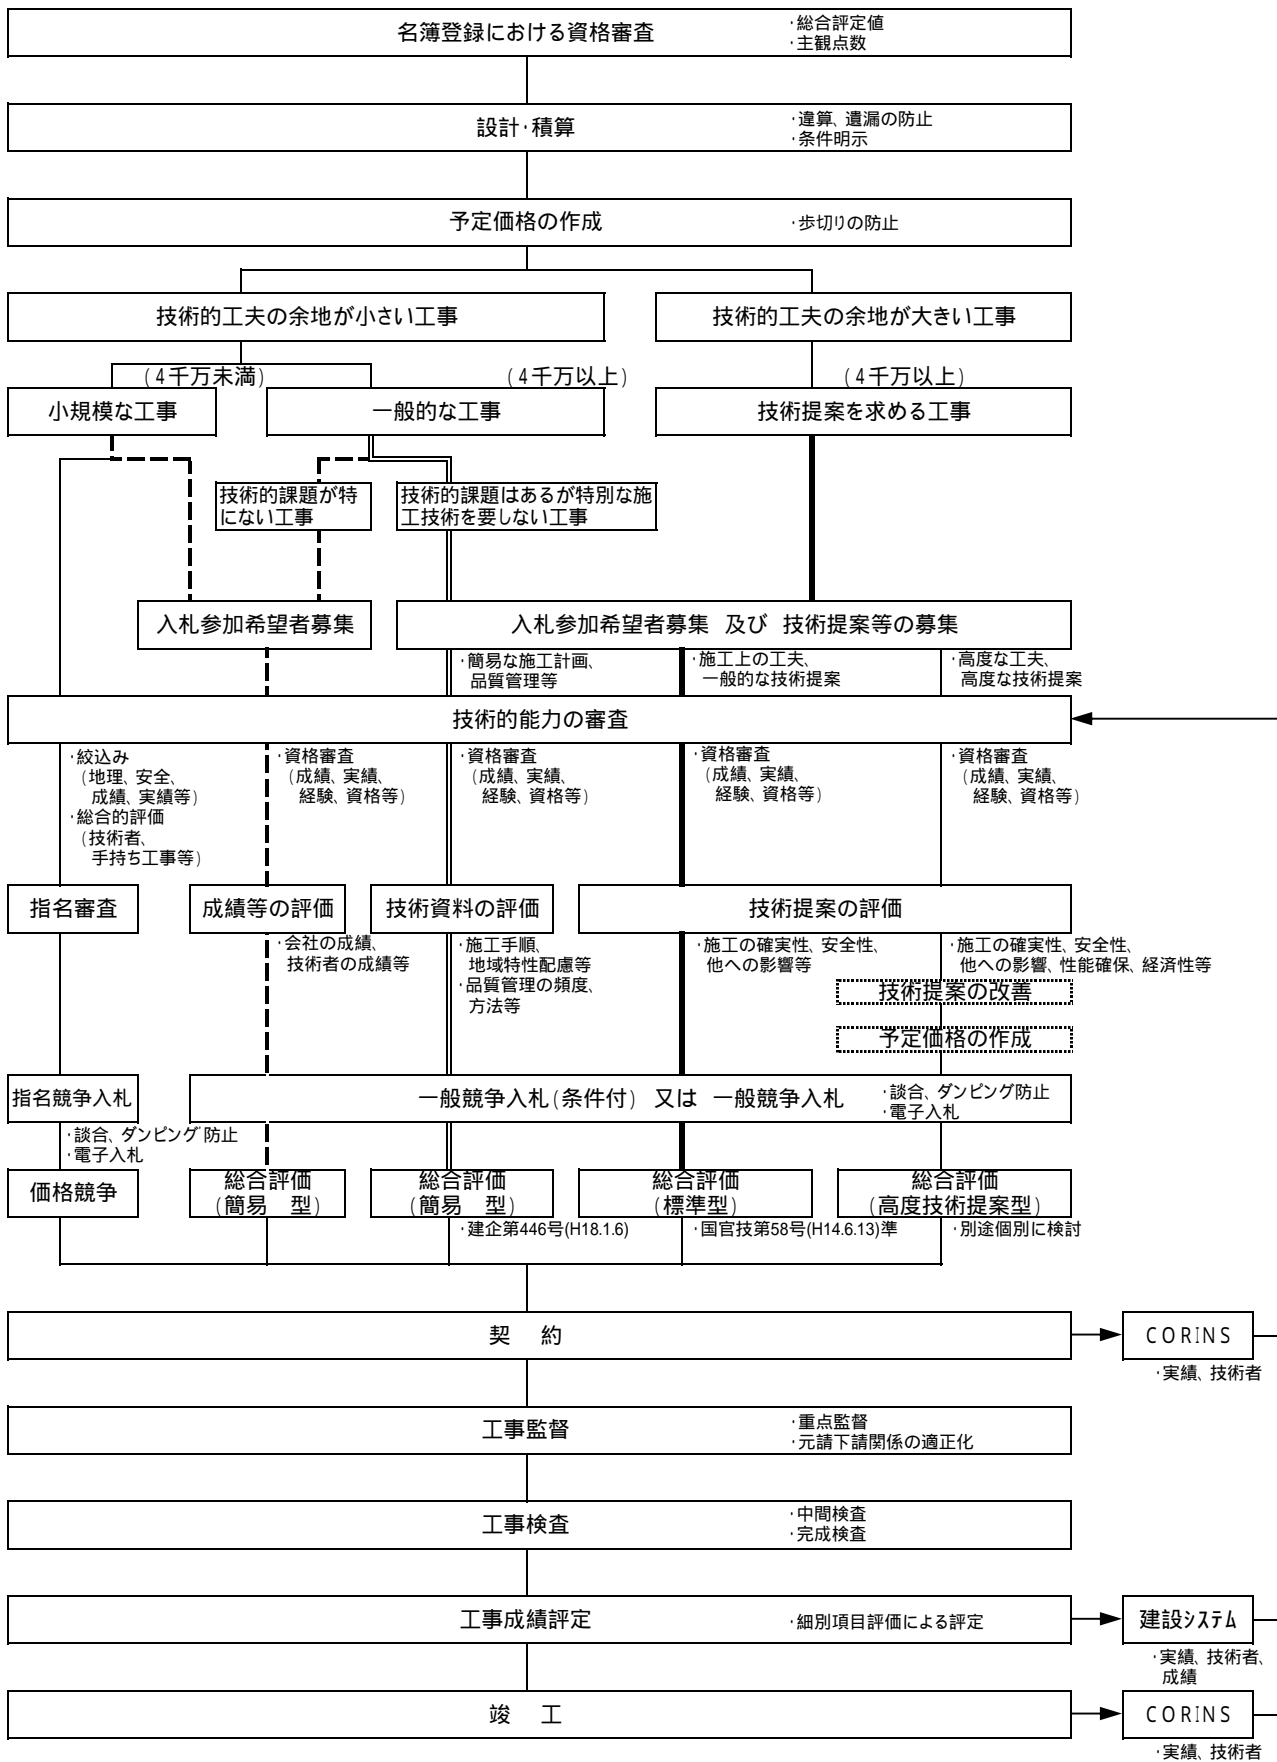 名簿登録における資格審査
・総合評定値
・主観点数
設計・積算
・違算、遺漏の防止
・条件明示
予定価格の作成
・歩切りの防止
技術的工夫の余地が小さい工事
技術的工夫の余地が大きい工事
(4千万未満)
(4千万以上)
(4千万以上)
小規模な工事
一般的な工事
技術提案を求める工事
技術的課題が特
にない工事
技術的課題はあるが特別な施
工技術を要しない工事
入札参加希望者募集
入札参加希望者募集 及び 技術提案等の募集
・簡易な施工計画、
品質管理等
・施工上の工夫、
一般的な技術提案
・高度な工夫、
高度な技術提案
技術的能力の審査
・絞込み
(地理、安全、
成績、実績等)
・総合的評価
(技術者、
手持ち工事等)
・資格審査
(成績、実績、
経験、資格等)
・資格審査
(成績、実績、
経験、資格等)
・資格審査
(成績、実績、
経験、資格等)
・資格審査
(成績、実績、
経験、資格等)
指名審査
成績等の評価
技術資料の評価
技術提案の評価
・会社の成績、
技術者の成績等
・施工手順、
地域特性配慮等
・品質管理の頻度、
方法等
・施工の確実性、安全性、
他への影響等
・施工の確実性、安全性、
他への影響、性能確保、経済性等
技術提案の改善
予定価格の作成
指名競争入札
一般競争入札(条件付) 又は 一般競争入札
・談合、ダンピング防止
・電子入札
・談合、ダンピング防止
・電子入札
価格競争
総合評価
(簡易 型)
総合評価
(簡易 型)
総合評価
(標準型)
総合評価
(高度技術提案型)
・建企第446号(H18.1.6)
・国官技第58号(H14.6.13)準
・別途個別に検討
契 約
CORINS
・実績、技術者
工事監督
・重点監督
・元請下請関係の適正化
工事検査
・中間検査
・完成検査
工事成績評定
・細別項目評価による評定
建設システム
・実績、技術者、
成績
竣 工
CORINS
・実績、技術者